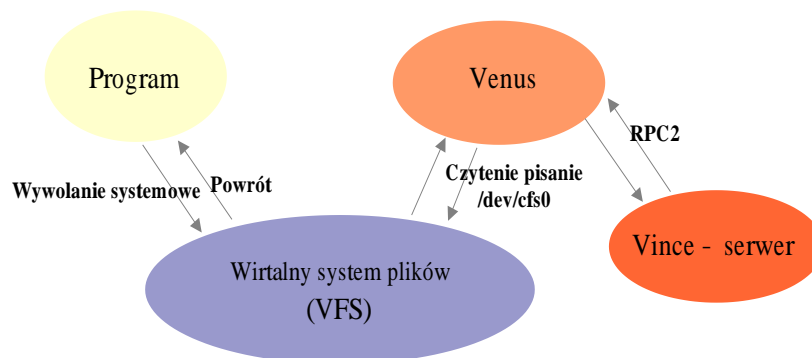 Program
Venus
RPC2
Wywolanie systemowe
Powrót
Czytenie pisanie
/dev/cfs0
Vince - serwer
Wirtalny system plików
(VFS)